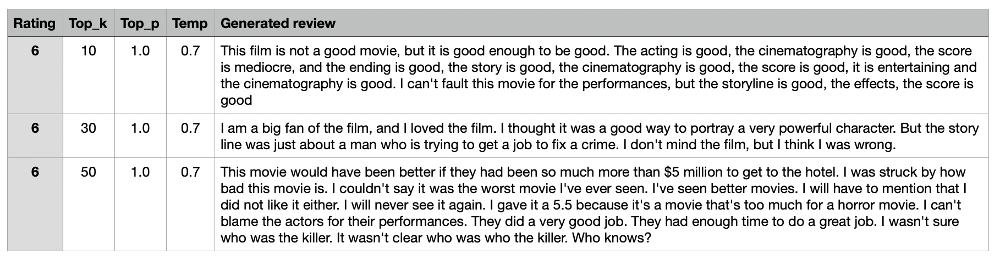 Rating Top_k Top_p Temp Generated review
6 10 1.0 0.7 This film is not a good movie, but it is good enough to be good. The acting is good, the cinematography is good, the score
is mediocre, and the ending is good, the story is good, the cinematography is good, the score is good, it is entertaining and
the cinematography is good. I can't fault this movie for the performances, but the storyline is good, the effects, the score is
good
6 30 1.0 0.7 I am a big fan of the film, and I loved the film. I thought it was a good way to portray a very powerful character. But the story
line was just about a man who is trying to get a job to fix a crime. I don't mind the film, but I think I was wrong.
6 50 1.0 0.7 This movie would have been better if they had been so much more than $5 million to get to the hotel. I was struck by how
bad this movie is. I couldn't say it was the worst movie I've ever seen. I've seen better movies. I will have to mention that I
did not like it either. I will never see it again. I gave it a 5.5 because it's a movie that's too much for a horror movie. I can't
blame the actors for their performances. They did a very good job. They had enough time to do a great job. I wasn't sure
who was the killer. It wasn't clear who was who the killer. Who knows?